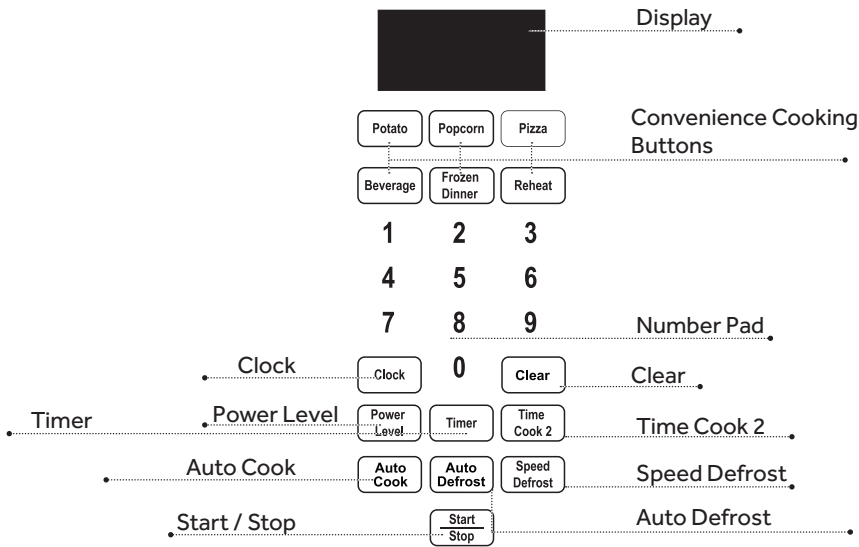 Display
Potato Popcorn Pizza
Convenience Cooking
Buttons
Beverage
Frozen
Dinner
Reheat
1 2 3
4 5 6
7 8 9
Number Pad
Clock
Clock
0
Clear
Clear
Timer
Power Level
Power
Level
Timer
Time
Cook 2
Time Cook 2
Auto Cook
Auto
Cook
Auto
Defrost
Speed
Defrost
Speed Defrost
Start / Stop
Start
Stop
Auto Defrost